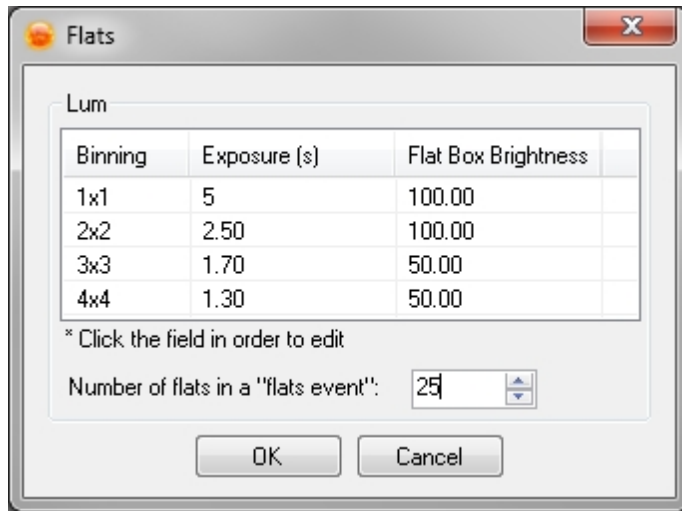 Flats
Lum
Binning Exposure (s) Flat Box Brightness
1x1 5 100.00
2x2 2.50 100.00
3x3 1.70 50.00
4x4 1.30 50.00
* Click the field in order to edit
Number of flats in a "flats event": 25
OK Cancel